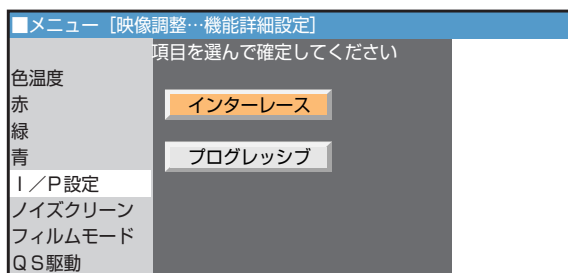 ■メニュー [映像調整…機能詳細設定]
項目を選んで確定してください
色温度
赤
インターレース
緑
青
プログレッシブ
I／P設定
ノイズクリーン
フィルムモード
QS駆動